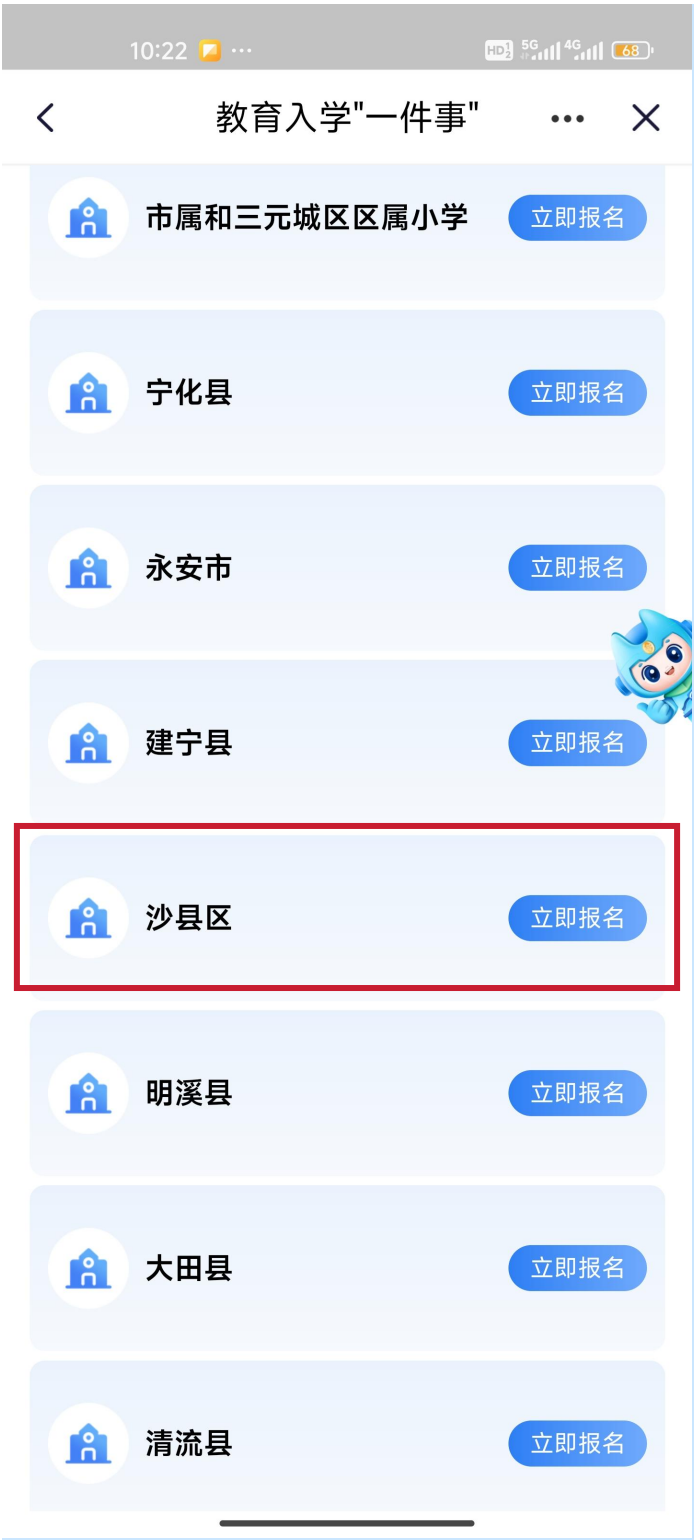 10:22 ···
HD 5G 4G 68
教育入学"一件事"
市属和三元城区区属小学 立即报名
宁化县 立即报名
永安市 立即报名
建宁县 立即报名
沙县区 立即报名
明溪县 立即报名
大田县 立即报名
清流县 立即报名